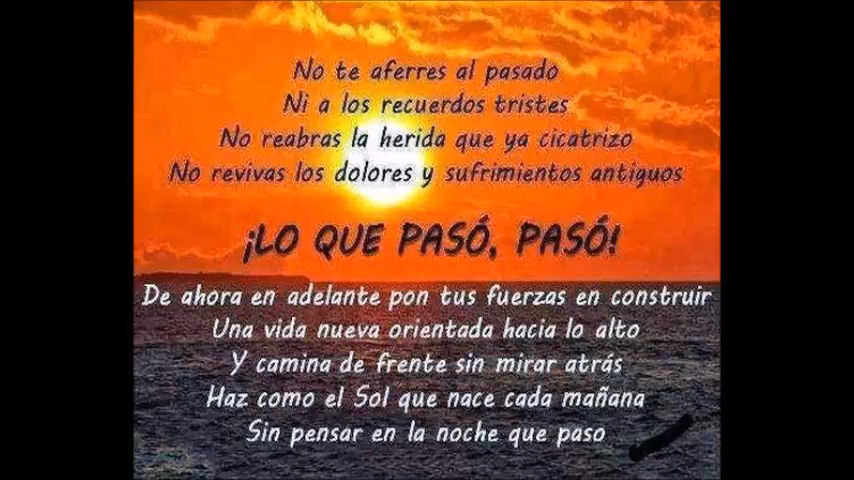 No te aferres al pasado
Ni a los recuerdos tristes
No reabras la herida que ya cicatrizo
No revivas los dolores y sufrimientos antiguos
¡LO QUE PASÓ, PASÓ!
De ahora en adelante pon tus fuerzas en construir
Una vida nueva orientada hacia lo alto
Y camina de frente sin mirar atrás
Haz como el Sol que nace cada mañana
Sin pensar en la noche que paso